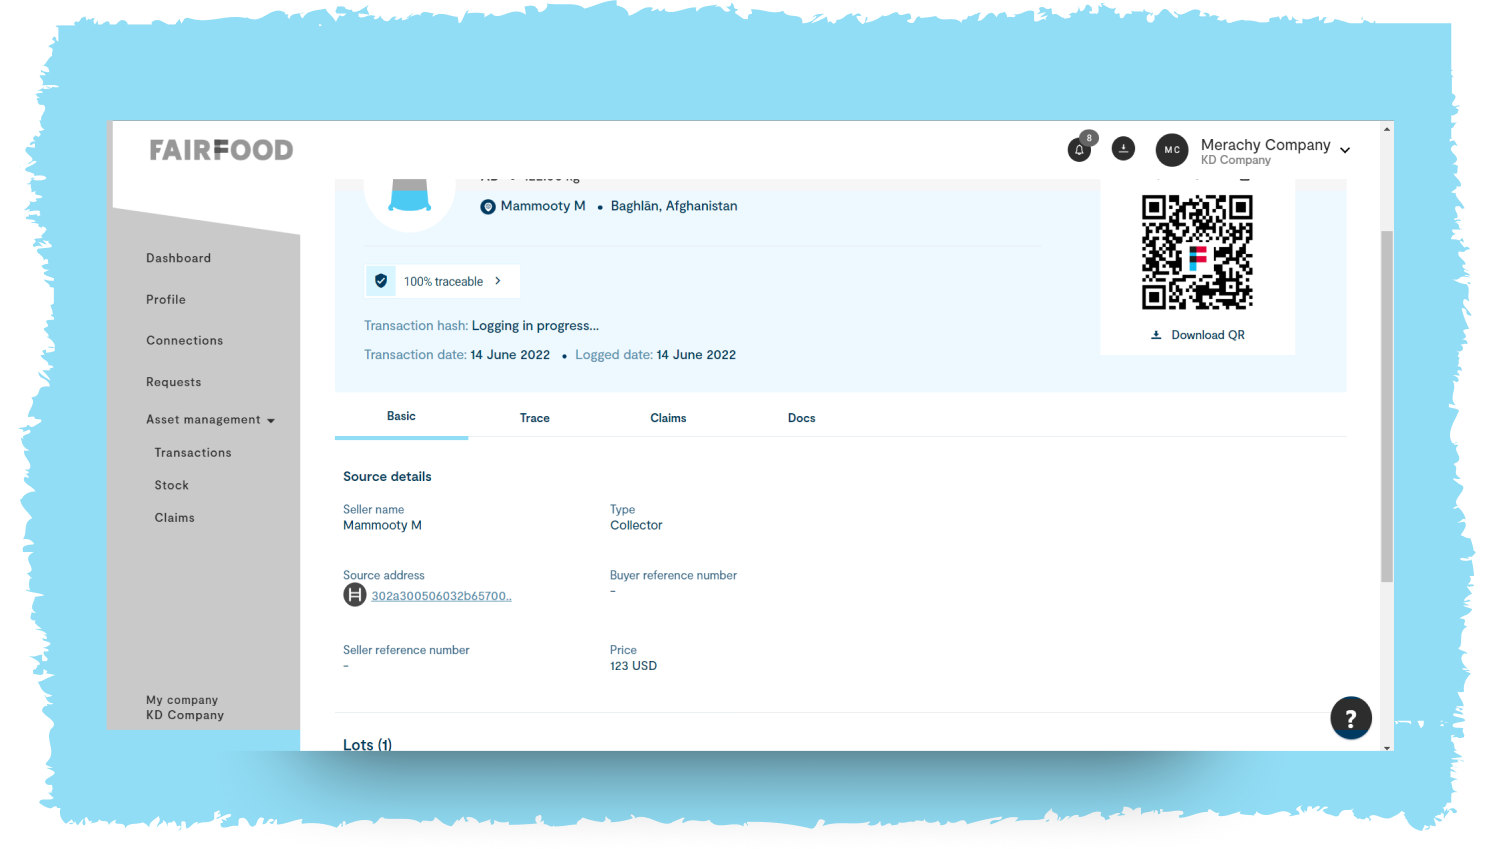 FAIRFOOD
8
MC
Merachy Company
KD Company
Mammooty M • Baghlān, Afghanistan
100% traceable
Transaction hash: Logging in progress...
Transaction date: 14 June 2022 • Logged date: 14 June 2022
Download QR
Dashboard
Profile
Connections
Requests
Asset management
Transactions
Stock
Claims
My company
KD Company
Basic
Trace
Claims
Docs
Source details
Seller name
Mammooty M
Type
Collector
Source address
302a300506032b65700..
Buyer reference number
-
Seller reference number
-
Price
123 USD
Lots (1)
?